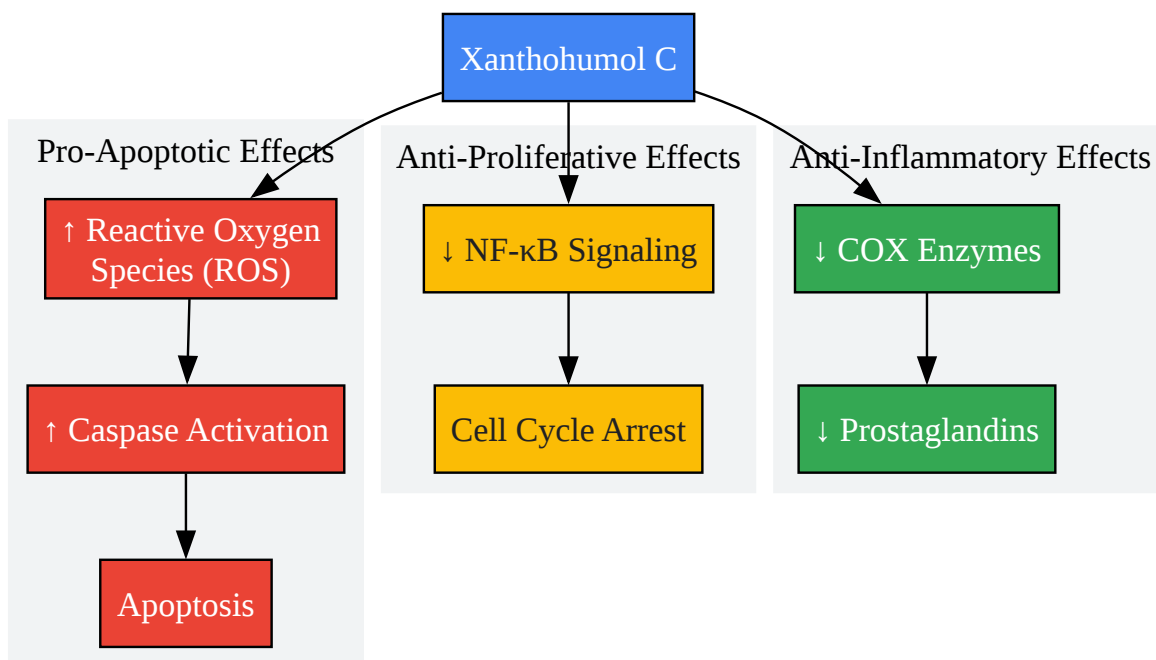 Xanthohumol C
Pro-Apoptotic Effects
↑ Reactive Oxygen
Species (ROS)
↑ Caspase Activation
Apoptosis
Anti-Proliferative Effects
↓ NF-κB Signaling
Cell Cycle Arrest
Anti-Inflammatory Effects
↓ COX Enzymes
↓ Prostaglandins